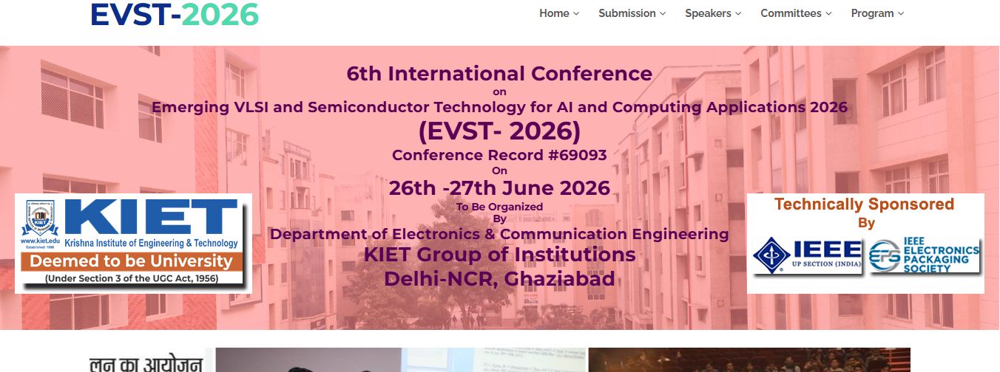 EVST-2026
Home
Submission
Speakers
Committees
Program
6th International Conference
on
Emerging VLSI and Semiconductor Technology for AI and Computing Applications 2026
(EVST- 2026)
Conference Record #69093
On
26th -27th June 2026
To Be Organized
By
Department of Electronics & Communication Engineering
KIET Group of Institutions
Delhi-NCR, Ghaziabad
KIET
KIET
www.kiet.edu
Established: 1998
Krishna Institute of Engineering & Technology
Deemed to be University
(Under Section 3 of the UGC Act, 1956)
Technically Sponsored
By
IEEE
UP SECTION (INDIA)
EPS
IEEE
ELECTRONICS
PACKAGING
SOCIETY
लन का आयोजन